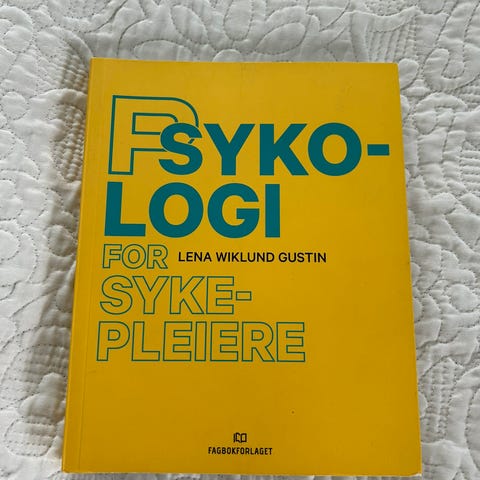 PSYKO-
LOGI
FOR LENA WIKLUND GUSTIN
SYKE-
PLEIERE
FAGBOKFORLAGET